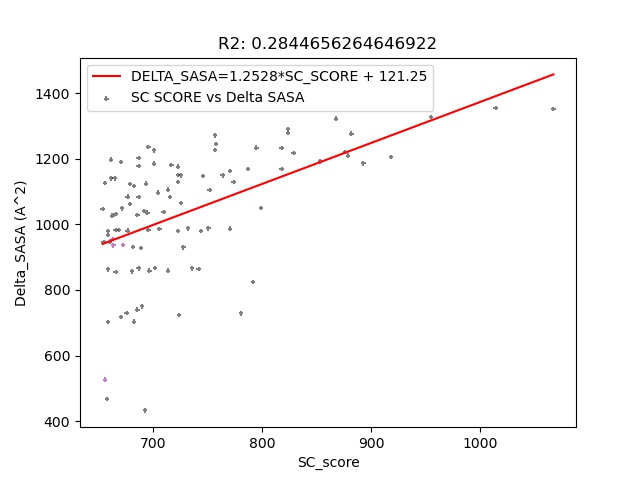 R2: 0.2844656264646922
DELTA_SASA=1.2528*SC_SCORE + 121.25
SC SCORE vs Delta SASA
Delta_SASA (A^2)
1400
1200
1000
800
600
400
700 800 900 1000
SC_score